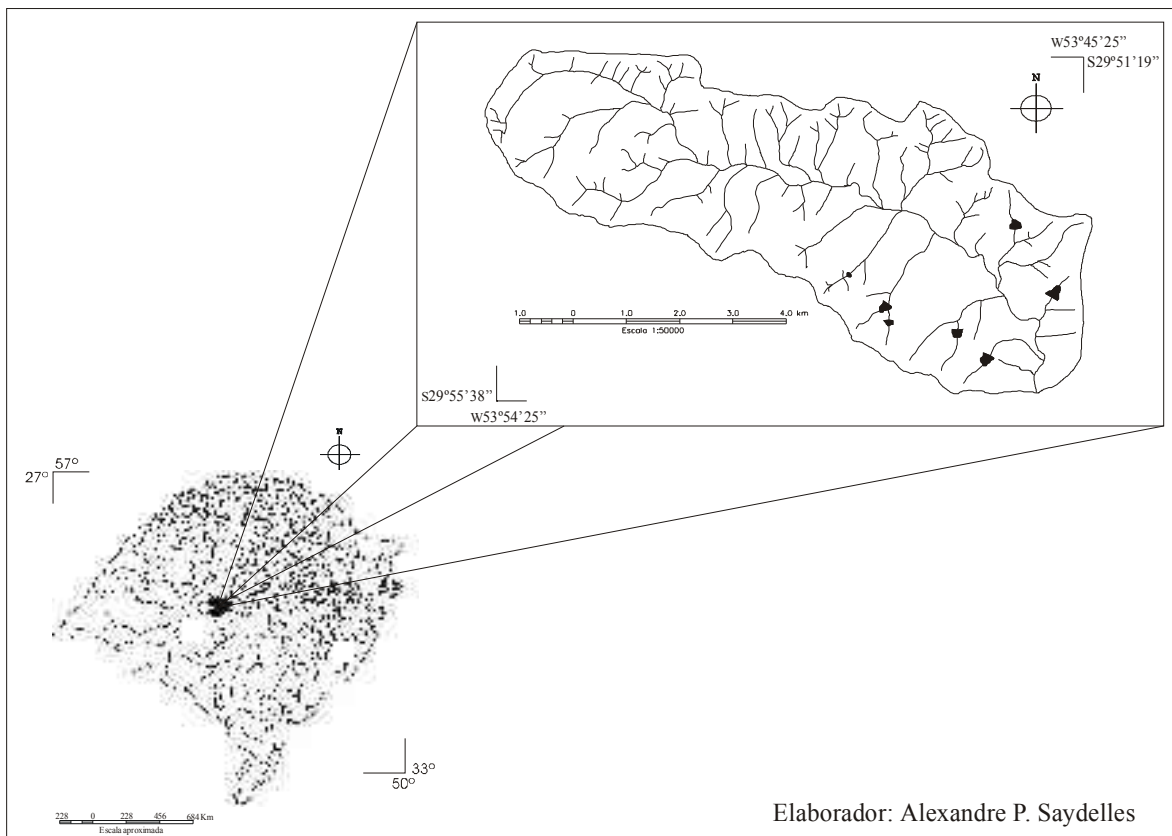 W53º45’25”
S29º51’19”
N
1.0 0 1.0 2.0 3.0 4.0 km
Escala 1:50000
S29º55’38”
W53º54’25”
N
57º
27º
33º
50º
228 0 228 456 684 Km
Escala aproximada
Elaborador: Alexandre P. Saydelles